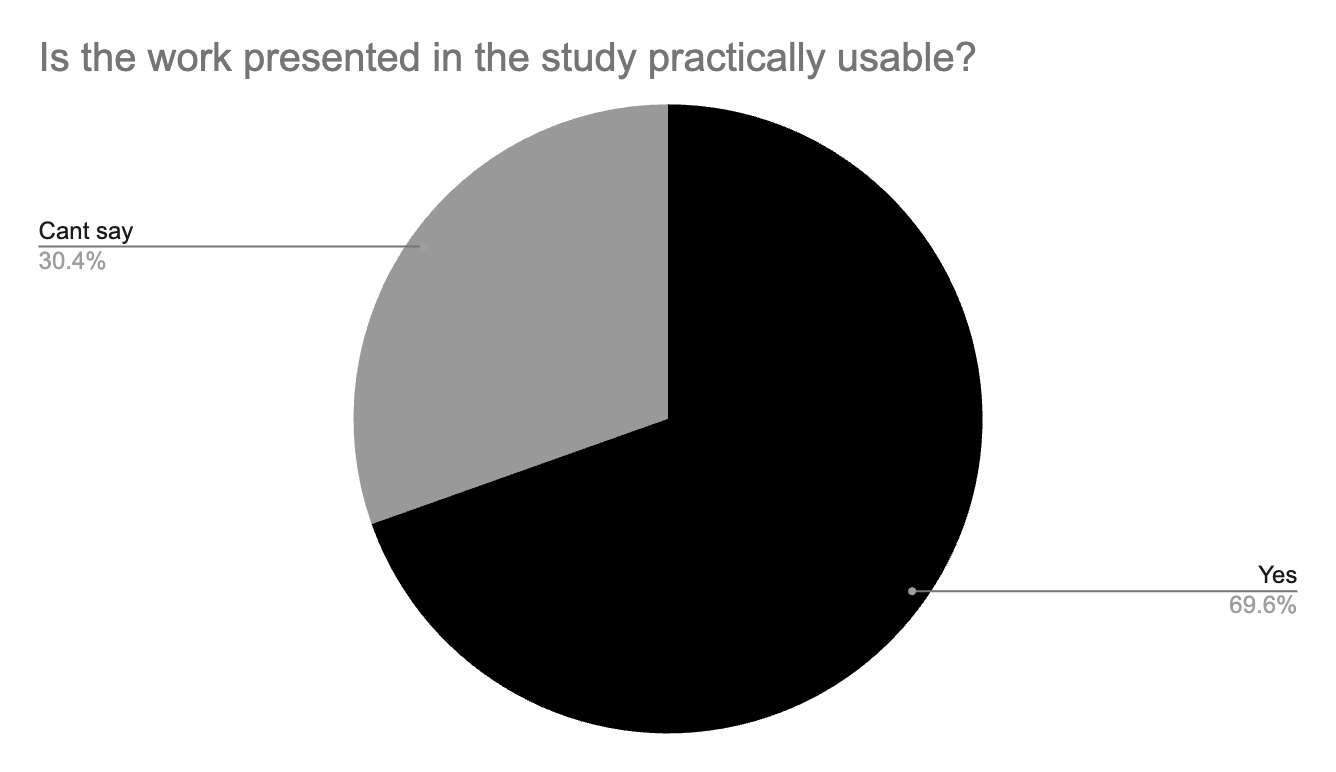 Is the work presented in the study practically usable?
Cant say
30.4%
Yes
69.6%